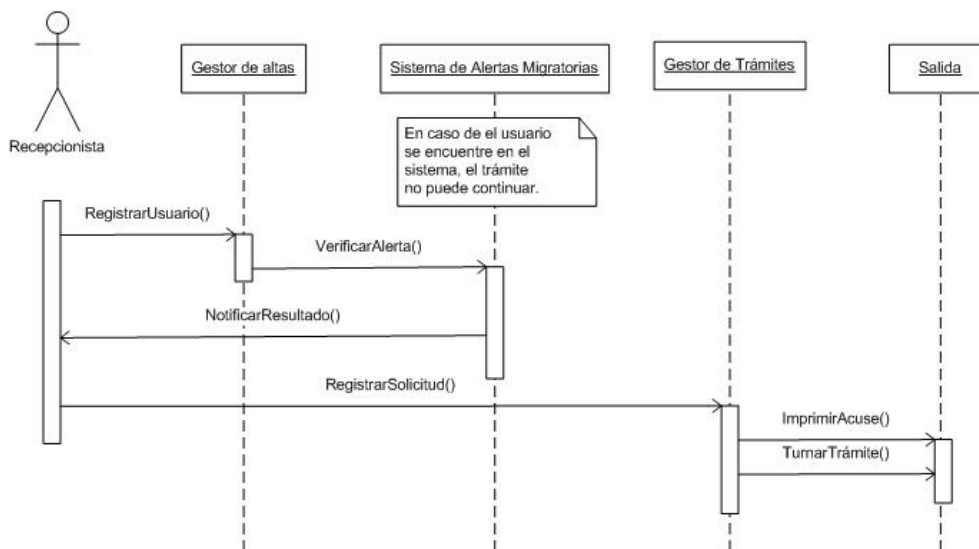 Gestor de altas
Sistema de Alertas Migratorias
Gestor de Trámites
Salida
Recepcionista
En caso de el usuario
se encuentre en el
sistema, el trámite
no puede continuar.
RegistrarUsuario()
VerificarAlerta()
NotificarResultado()
RegistrarSolicitud()
ImprimirAcuse()
TurnarTrámite()